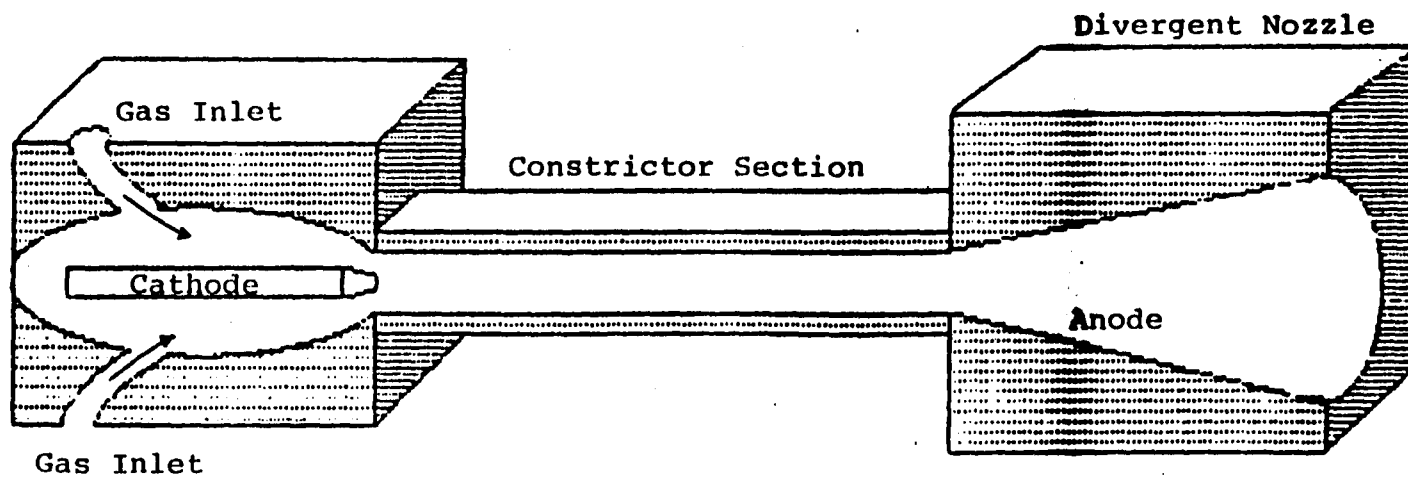 Divergent Nozzle
Gas Inlet
Constrictor Section
Cathode
Anode
Gas Inlet